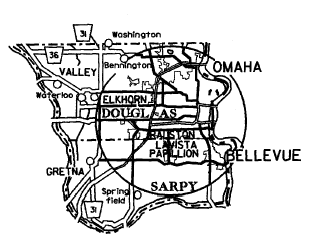 31
Washington
36
Bennington
OMAHA
VALLEY
Waterloo
ELKHORN
DOUGLAS
RALSTON
LAVISTA
PAPILLION
BELLEVUE
GRETNA
SARPY
Spring
field
31